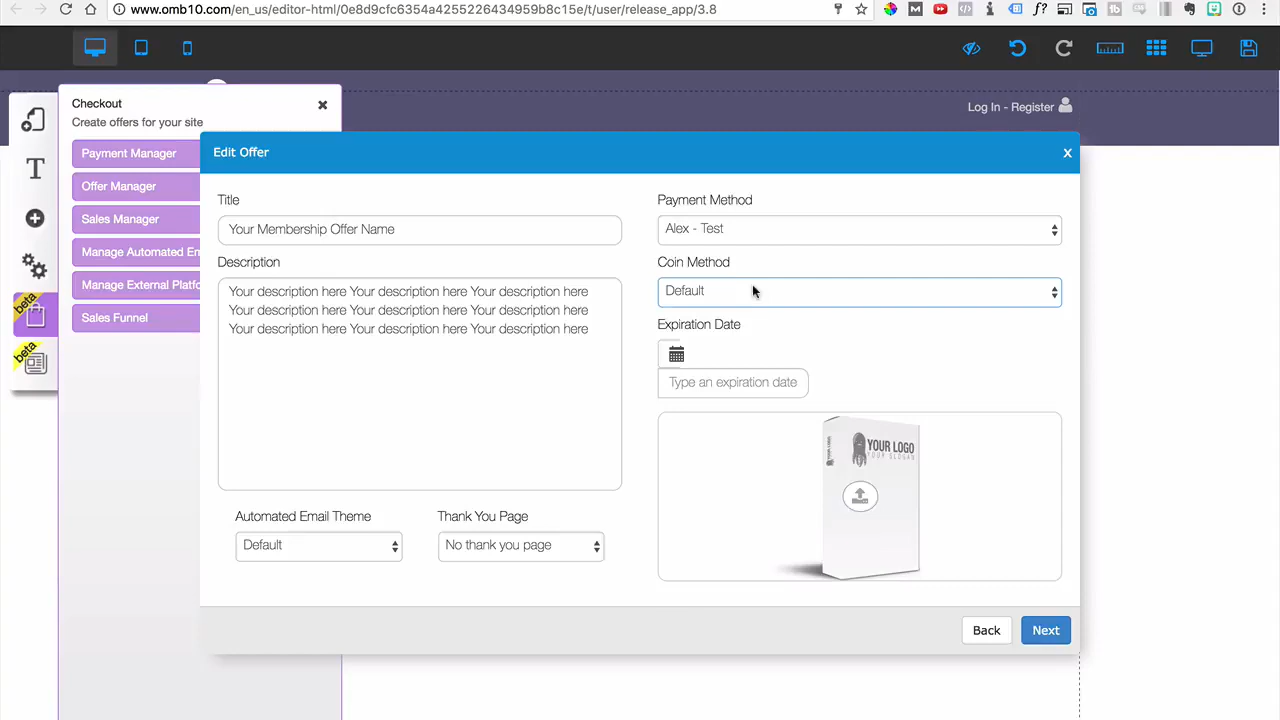 www.omb10.com/en_us/editor-html/0e8d9cfc6354a4255226434959b8c15e/t/user/release_app/3.8
Log In - Register
Checkout
Create offers for your site
Payment Manager
Offer Manager
Sales Manager
Manage Automated Em
Manage External Platfo
Sales Funnel
beta
beta
Edit Offer
x
Title
Your Membership Offer Name
Description
Your description here Your description here Your description here
Your description here Your description here Your description here
Your description here Your description here Your description here
Automated Email Theme
Default
Thank You Page
No thank you page
Payment Method
Alex - Test
Coin Method
Default
Expiration Date
Type an expiration date
YOUR LOGO
YOUR SLOGAN
Back
Next